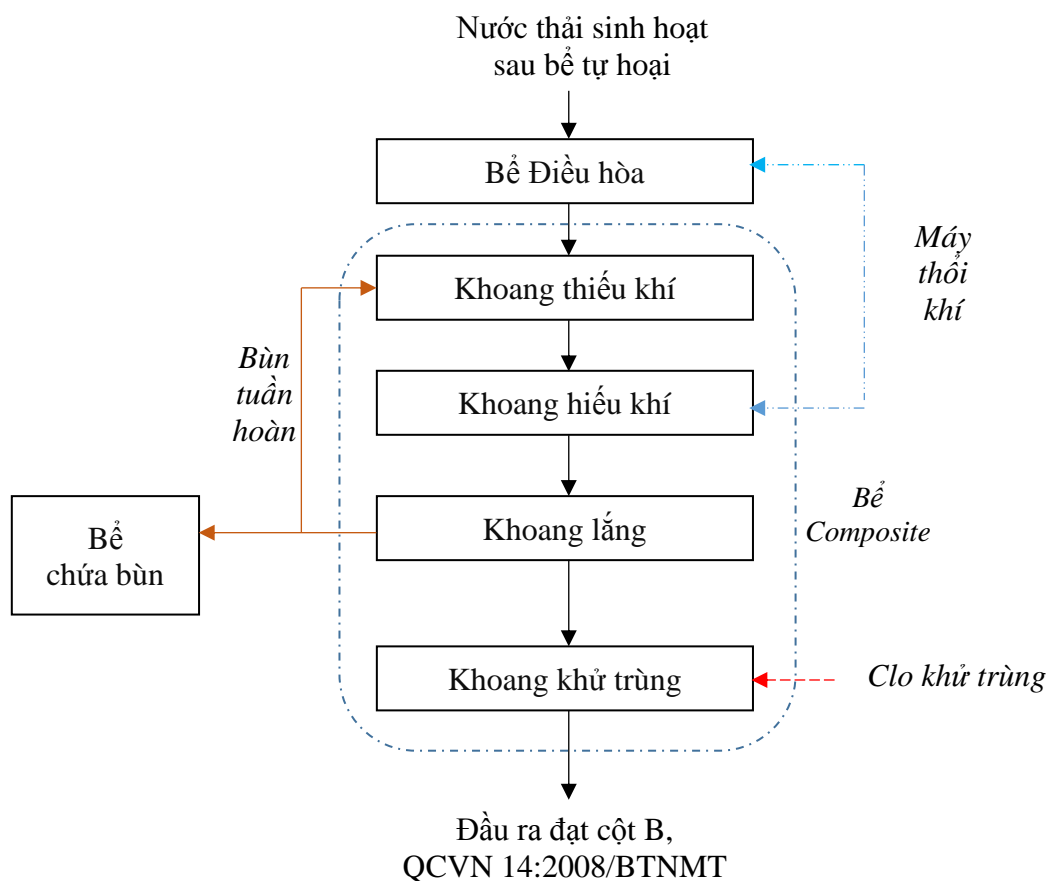 Nước thải sinh hoạt
sau bể tự hoại
Bể Điều hòa
Máy
thổi
khí
Khoang thiếu khí
Bùn
tuần
hoàn
Khoang hiếu khí
Bể
chứa bùn
Khoang lắng
Bể
Composite
Khoang khử trùng
Clo khử trùng
Đầu ra đạt cột B,
QCVN 14:2008/BTNMT